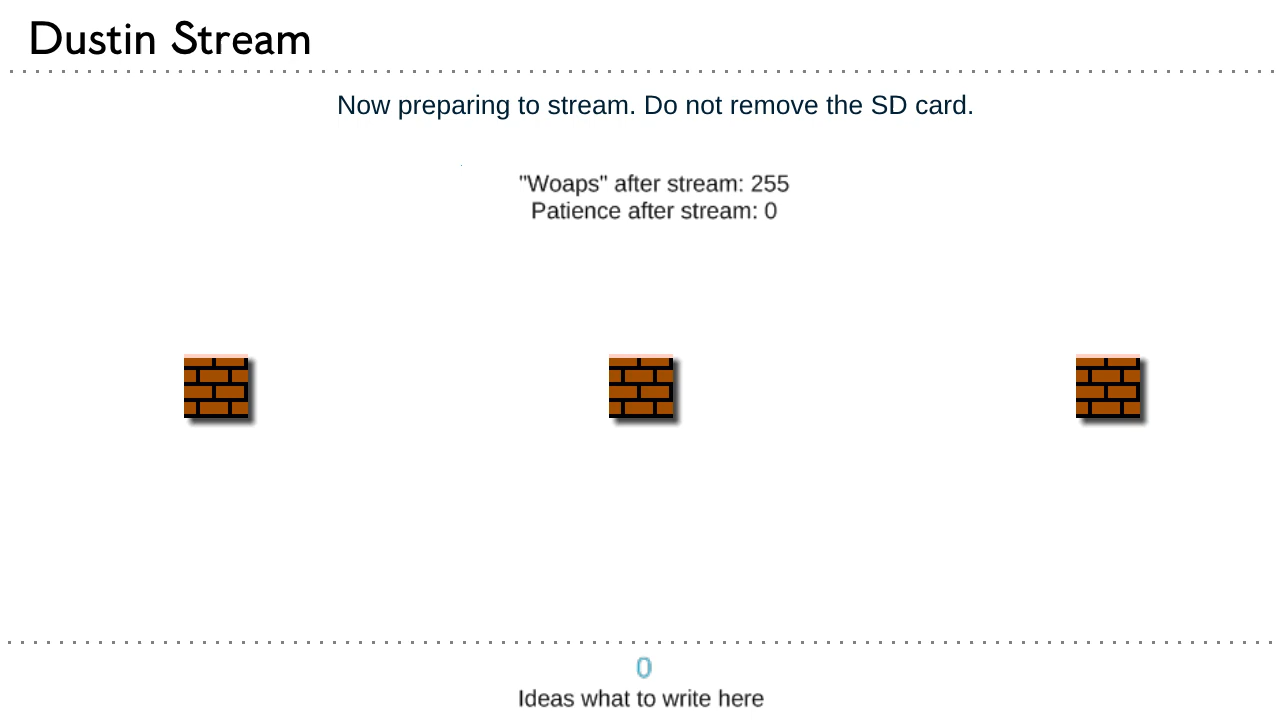 Dustin Stream
Now preparing to stream. Do not remove the SD card.
"Woaps" after stream: 255
Patience after stream: 0
0
Ideas what to write here